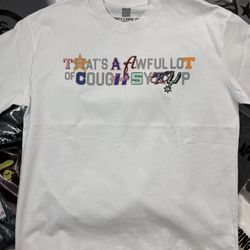 THAT'S A AWFUL LOT
OF COUGH SYRUP